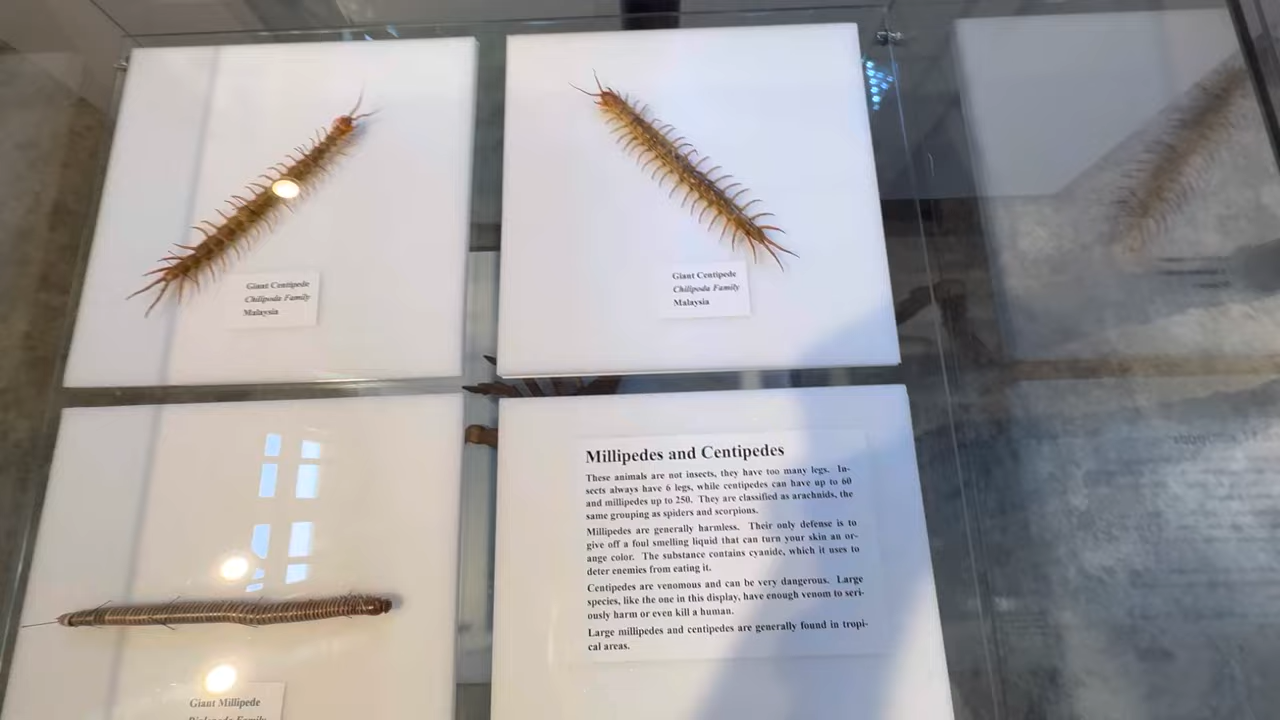 Giant Centipede
Chilipoda Family
Malaysia
Giant Centipede
Chilipoda Family
Malaysia
Giant Millipede
Family
Millipedes and Centipedes
These animals are not insects, they have too many legs. In-
sects always have 6 legs, while centipedes can have up to 60
and millipedes up to 250. They are classified as arachnids, the
same grouping as spiders and scorpions.
Millipedes are generally harmless. Their only defense is to
give off a foul smelling liquid that can turn your skin an or-
ange color. The substance contains cyanide, which it uses to
deter enemies from eating it.
Centipedes are venomous and can be very dangerous. Large
species, like the one in this display, have enough venom to seri-
ously harm or even kill a human.
Large millipedes and centipedes are generally found in tropi-
cal areas.